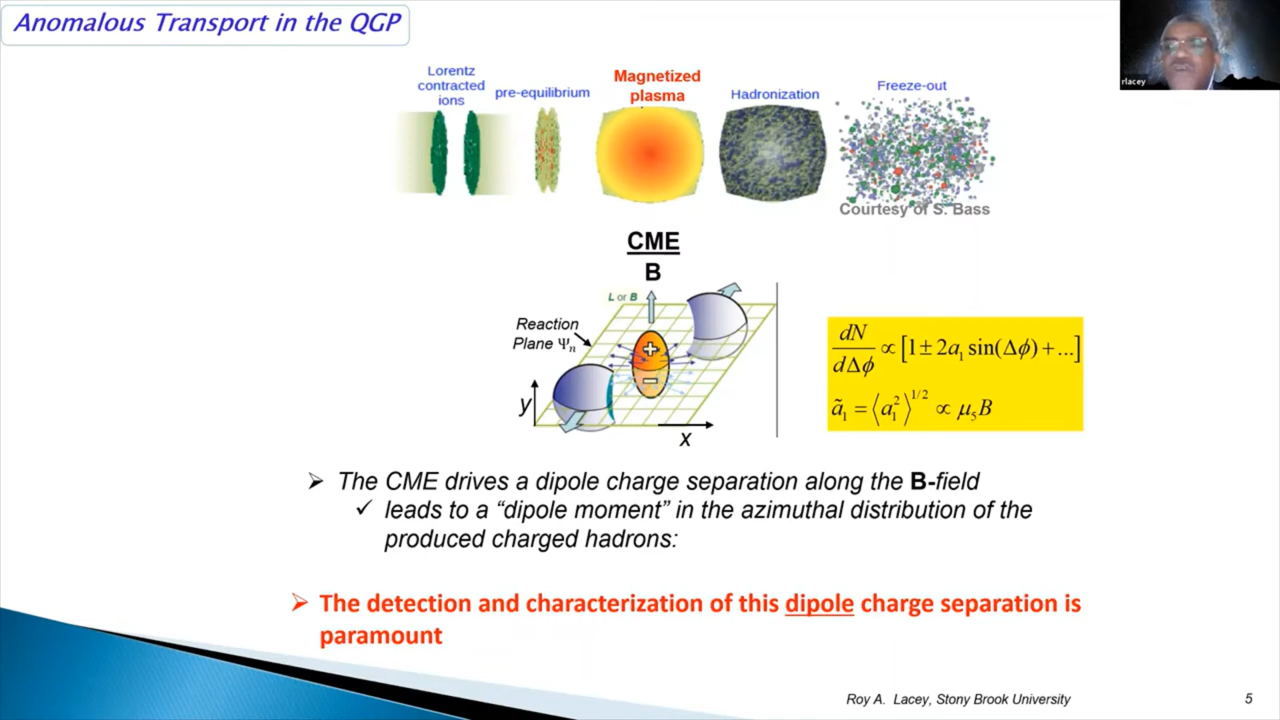 Anomalous Transport in the QGP
rlacey
Lorentz
contracted
ions
pre-equilibrium
Magnetized
plasma
Hadronization
Freeze-out
Courtesy of S. Bass
CME
B
L or B
Reaction
Plane Ψₙ
+
−
y
x
dN/dΔϕ ∝ [1 ± 2a₁ sin(Δϕ) + ...]
ã₁ = ⟨a₁²⟩^1/2 ∝ μ₅B
➢ The CME drives a dipole charge separation along the B-field
✓ leads to a “dipole moment” in the azimuthal distribution of the
produced charged hadrons:
➢ The detection and characterization of this dipole charge separation is
paramount
Roy A. Lacey, Stony Brook University
5